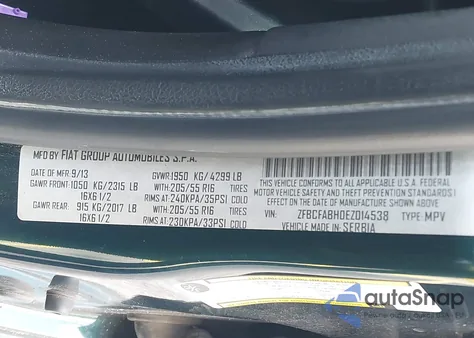 MFD BY: FIAT GROUP AUTOMOBILES S.P.A.
DATE OF MFR 9/13 GVWR 1950 KG/4299 LB
GAWR FRONT 1050 KG/2315 LB WITH 205/55 R16 TIRES
16X6 1/2 RIMS AT 240KPA/35PSI COLD
GAWR REAR: 915 KG/2017 LB WITH 205/55 R16 TIRES
16X6 1/2 RIMS AT 230KPA/33PSI COLD
THIS VEHICLE CONFORMS TO ALL APPLICABLE
FEDERAL MOTOR VEHICLE SAFETY, BUMPER
AND THEFT PREVENTION STANDARDS IN EFFECT
ON THE DATE OF MANUFACTURE SHOWN ABOVE
VIN: ZFBCFABH0EZ014538 TYPE: MPV
VEHICLE MADE IN: SERBIA
autoSnap